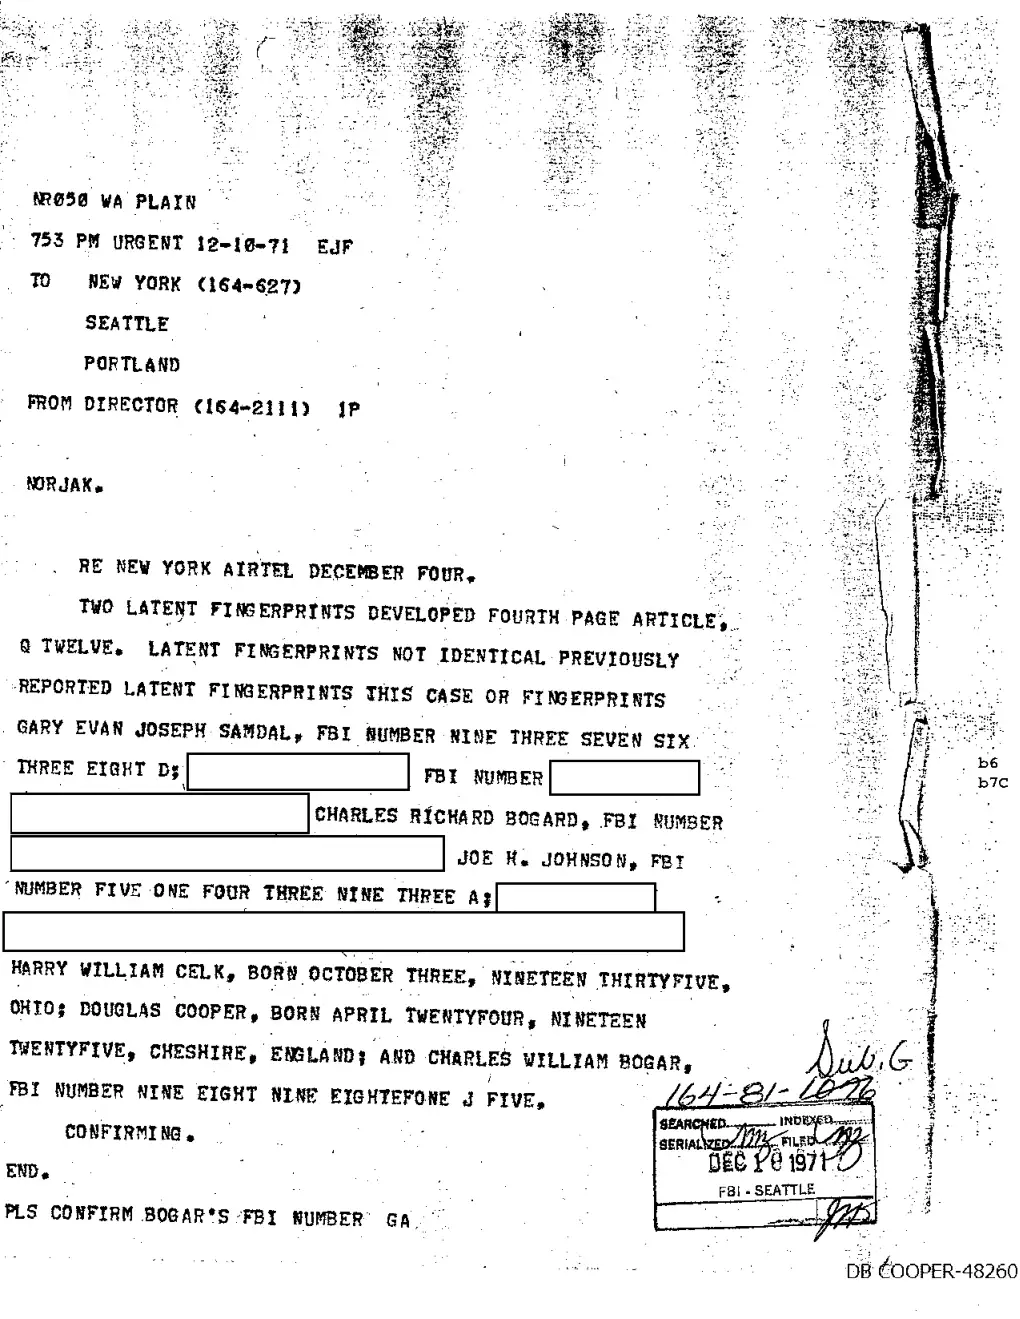 NR050 WA PLAIN
753 PM URGENT 12-10-71 EJF
TO NEW YORK (164-627)
SEATTLE
PORTLAND
FROM DIRECTOR (164-2111) 1P
NORJAK.
RE NEW YORK AIRTEL DECEMBER FOUR.
TWO LATENT FINGERPRINTS DEVELOPED FOURTH PAGE ARTICLE,
Q TWELVE. LATENT FINGERPRINTS NOT IDENTICAL PREVIOUSLY
REPORTED LATENT FINGERPRINTS THIS CASE OR FINGERPRINTS
GARY EVAN JOSEPH SAMDAL, FBI NUMBER NINE THREE SEVEN SIX
THREE EIGHT D; FBI NUMBER
b6
b7C
CHARLES RICHARD BOGARD, FBI NUMBER
JOE H. JOHNSON, FBI
NUMBER FIVE ONE FOUR THREE NINE THREE A;
HARRY WILLIAM CELK, BORN OCTOBER THREE, NINETEEN THIRTYFIVE,
OHIO; DOUGLAS COOPER, BORN APRIL TWENTYFOUR, NINETEEN
TWENTYFIVE, CHESHIRE, ENGLAND; AND CHARLES WILLIAM BOGAR,
FBI NUMBER NINE EIGHT NINE EIGHTEFONE J FIVE.
CONFIRMING.
END.
PLS CONFIRM BOGAR'S FBI NUMBER GA
Sub. G
164-81-1096
SEARCHED INDEXED
SERIALIZED FILED
DEC 10 1971
FBI - SEATTLE
DB COOPER-48260